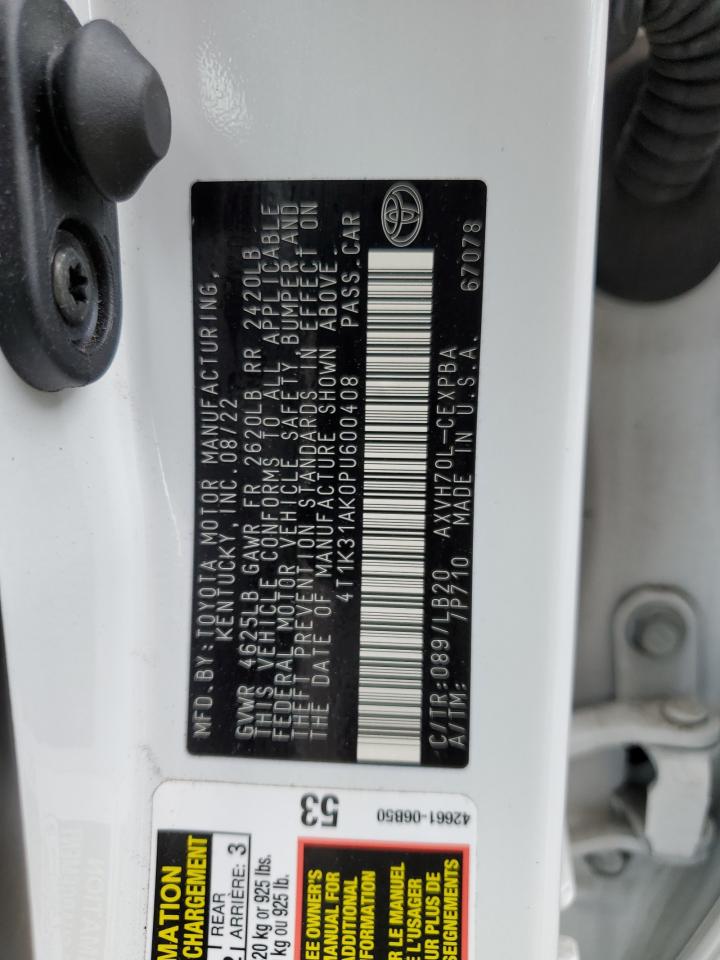 MFD. BY: TOYOTA MOTOR MANUFACTURING,
KENTUCKY, INC. 08/22
GVWR 4625LB GAWR FR 2620LB RR 2420LB
THIS VEHICLE CONFORMS TO ALL APPLICABLE
FEDERAL MOTOR VEHICLE SAFETY, BUMPER AND
THEFT PREVENTION STANDARDS IN EFFECT ON
THE DATE OF MANUFACTURE SHOWN ABOVE.
4T1K31AK0PU600408 PASS. CAR
C/TR:089/LB20 AXVH70L-CEXPBA 67078
A/TM: 7P710 MADE IN U.S.A.
MATION
CHARGEMENT
REAR 3
2 ARRIÈRE: 3
20 kg or 925 lbs.
kg ou 925 lb.
53
42661-06B50
EE OWNER'S
MANUAL FOR
ADDITIONAL
FORMATION
R LE MANUEL
L'USAGER
UR PLUS DE
SEIGNEMENTS